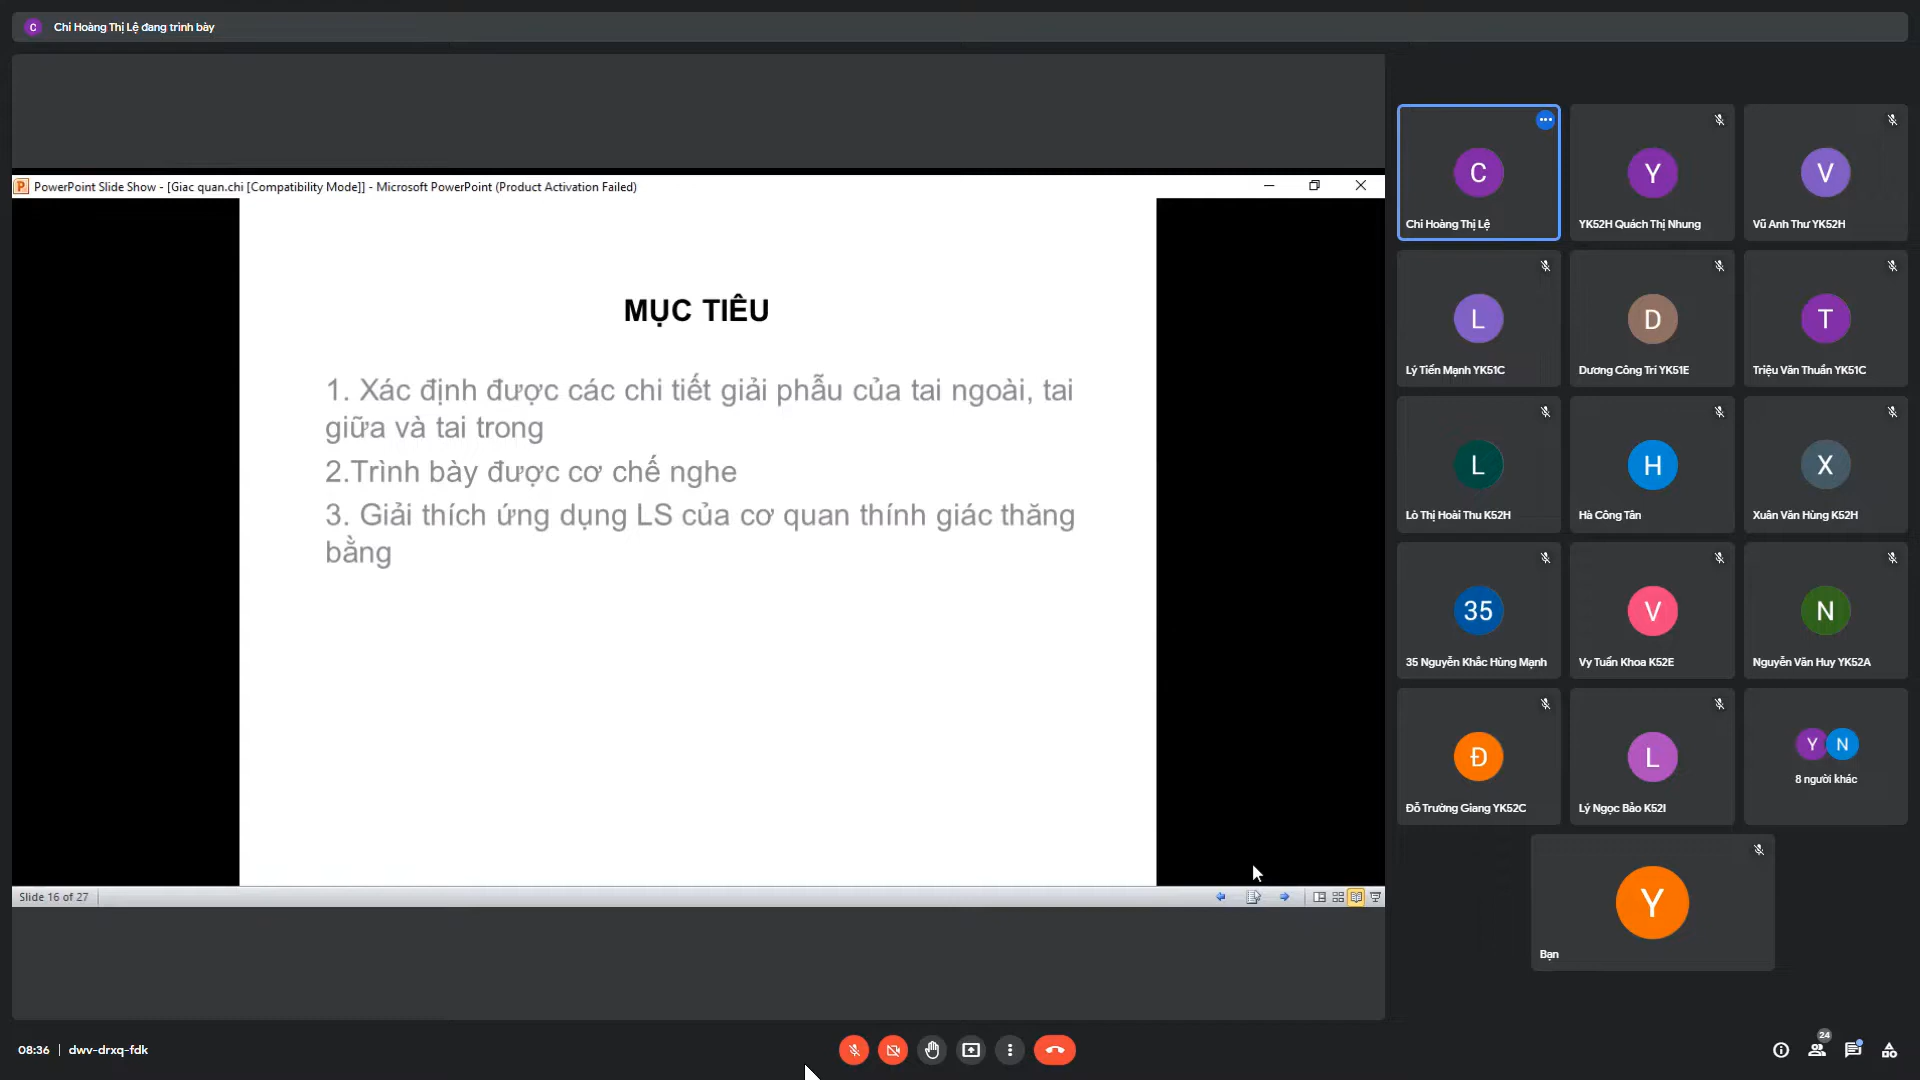 C
Chi Hoàng Thị Lệ đang trình bày
PowerPoint Slide Show - [Giac quan.chi [Compatibility Mode]] - Microsoft PowerPoint (Product Activation Failed)
MỤC TIÊU
1. Xác định được các chi tiết giải phẫu của tai ngoài, tai
giữa và tai trong
2.Trình bày được cơ chế nghe
3. Giải thích ứng dụng LS của cơ quan thính giác thăng
bằng
Slide 16 of 27
C
Chi Hoàng Thị Lệ
Y
YK52H Quách Thị Nhung
V
Vũ Anh Thư YK52H
L
Lý Tiến Mạnh YK51C
D
Dương Công Trí YK51E
T
Triệu Văn Thuần YK51C
L
Lò Thị Hoài Thu K52H
H
Hà Công Tân
X
Xuân Văn Hùng K52H
35
35 Nguyễn Khắc Hùng Mạnh
V
Vy Tuấn Khoa K52E
N
Nguyễn Văn Huy YK52A
Đ
Đỗ Trường Giang YK52C
L
Lý Ngọc Bảo K52I
Y N
8 người khác
Y
Bạn
08:36 | dwv-drxq-fdk
24